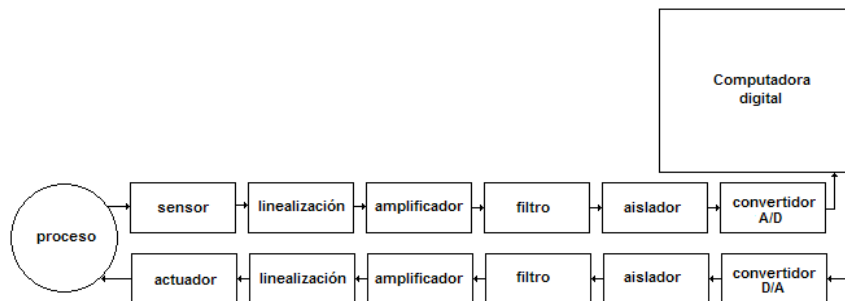 Computadora
digital
proceso
sensor
linealización
amplificador
filtro
aislador
convertidor
A/D
actuador
linealización
amplificador
filtro
aislador
convertidor
D/A